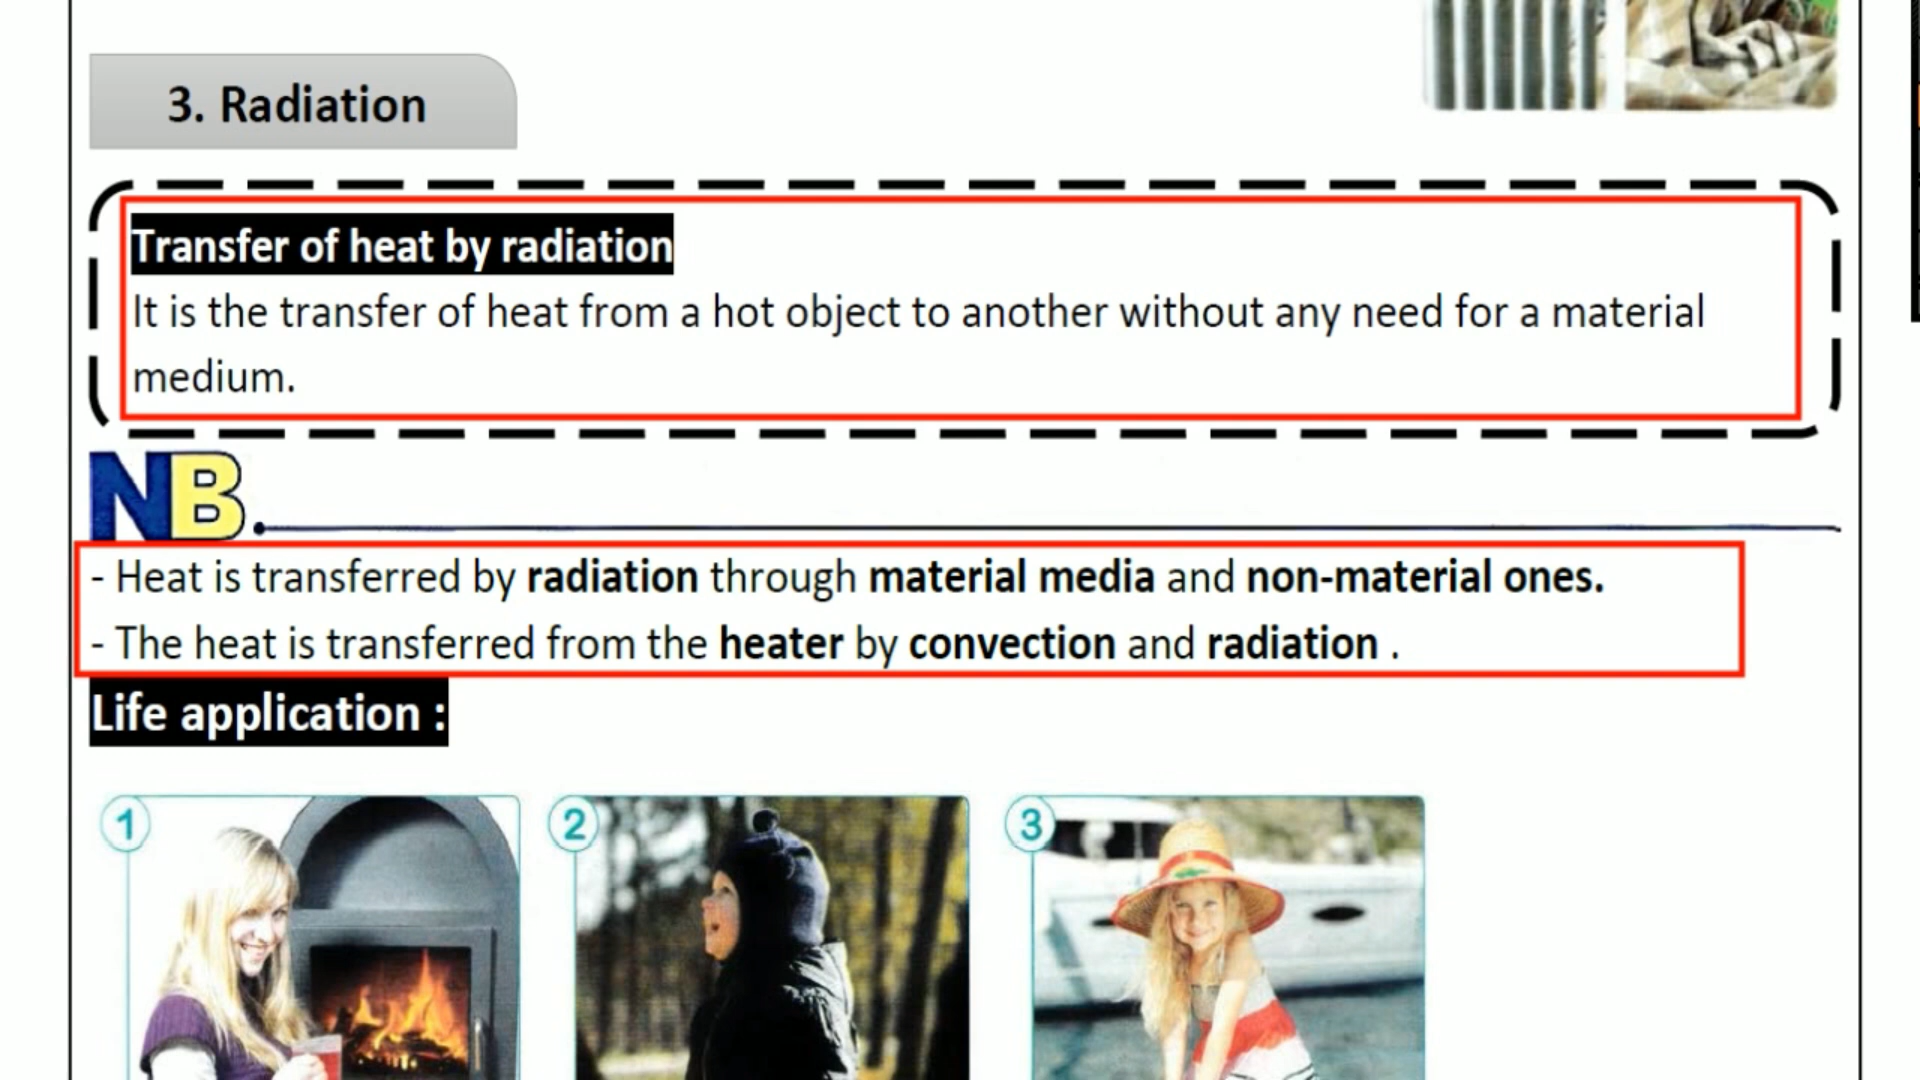 3. Radiation
Transfer of heat by radiation
It is the transfer of heat from a hot object to another without any need for a material
medium.
NB.
- Heat is transferred by radiation through material media and non-material ones.
- The heat is transferred from the heater by convection and radiation .
Life application :
1
2
3